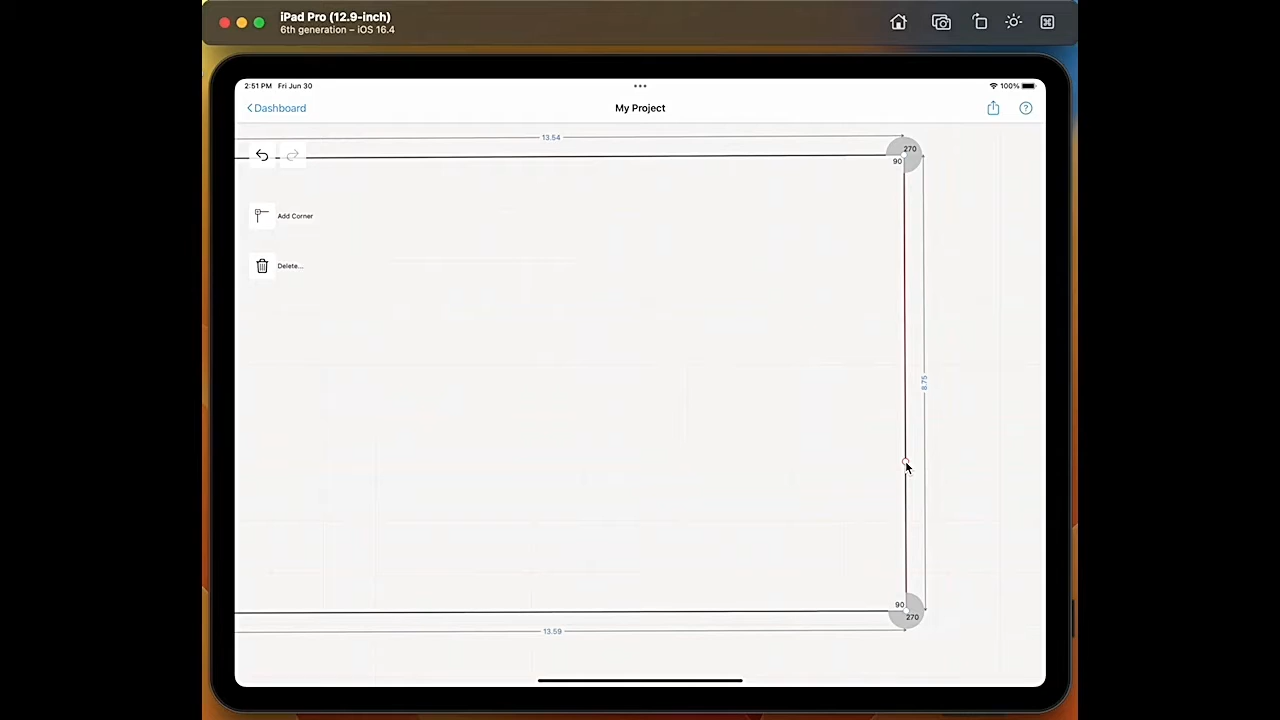 iPad Pro (12.9-inch)
6th generation – iOS 16.4
2:51 PM Fri Jun 30
100%
Dashboard
My Project
13.54
270
90
Add Corner
Delete...
8.75
90
270
13.59